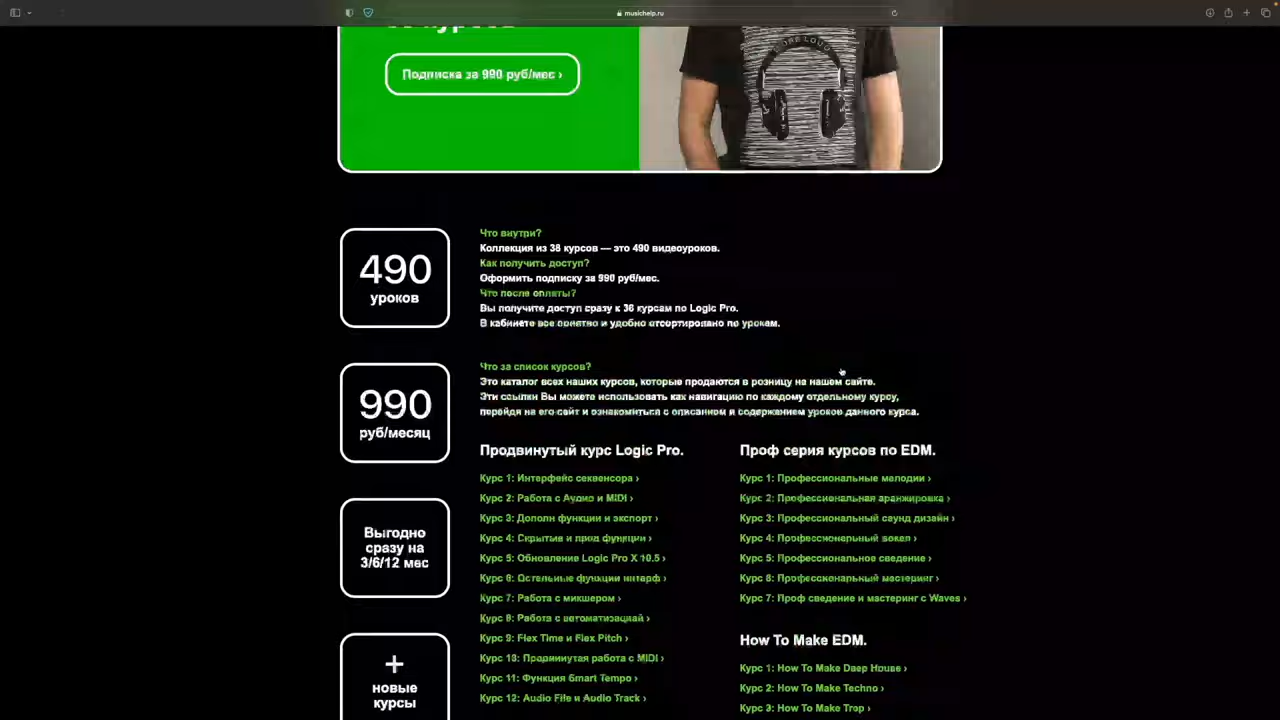 musichelp.ru
Подписка за 990 руб/мес ›
490
уроков
Что внутри?
Коллекция из 38 курсов — это 490 видеоуроков.
Как получить доступ?
Оформить подписку за 990 руб/мес.
Что после оплаты?
Вы получите доступ сразу к 38 курсам по Logic Pro.
В кабинете все понятно и удобно отсортировано по урокам.
990
руб/месяц
Что за список курсов?
Это каталог всех наших курсов, которые продаются в розницу на нашем сайте.
Эти ссылки Вы можете использовать как навигацию по каждому отдельному курсу,
перейдя на его сайт и ознакомиться с описанием и содержанием уроков данного курса.
Выгодно
сразу на
3/6/12 мес
+
новые
курсы
Продвинутый курс Logic Pro.
Курс 1: Интерфейс секвенсора ›
Курс 2: Работа с Аудио и MIDI ›
Курс 3: Дополн функции и экспорт ›
Курс 4: Скрытые и прод функции ›
Курс 5: Обновление Logic Pro X 10.5 ›
Курс 6: Остальные функции интерф ›
Курс 7: Работа с микшером ›
Курс 8: Работа с автоматизацией ›
Курс 9: Flex Time и Flex Pitch ›
Курс 10: Продвинутая работа с MIDI ›
Курс 11: Функция Smart Tempo ›
Курс 12: Audio File и Audio Track ›
Проф серия курсов по EDM.
Курс 1: Профессиональные мелодии ›
Курс 2: Профессиональная аранжировка ›
Курс 3: Профессиональный саунд дизайн ›
Курс 4: Профессиональный вокал ›
Курс 5: Профессиональное сведение ›
Курс 6: Профессиональный мастеринг ›
Курс 7: Проф сведение и мастеринг с Waves ›
How To Make EDM.
Курс 1: How To Make Deep House ›
Курс 2: How To Make Techno ›
Курс 3: How To Make Trap ›